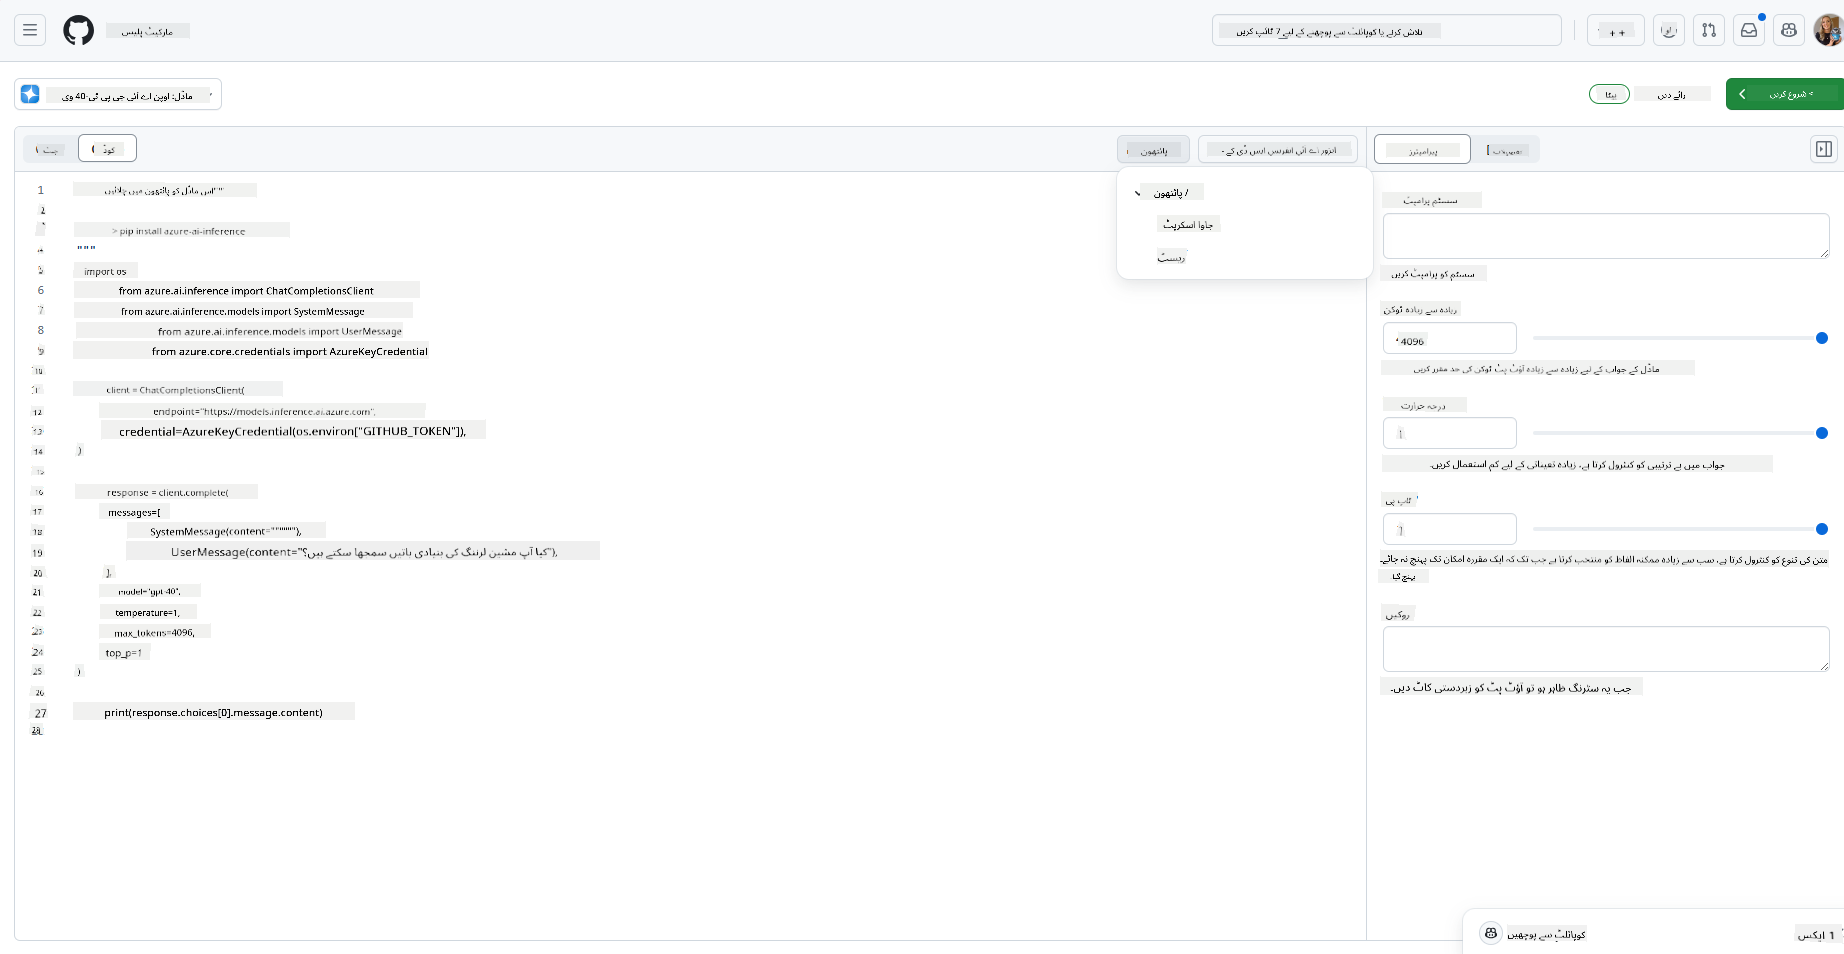 مارکیٹ پلیس
تلاش کرنے یا کوپائلٹ سے پوچھنے کے لیے 7 ٹائپ کریں
+ +
ماڈل: اوپن اے آئی جی پی ٹی-40 وی
بیٹا
رائے دیں
شروع کریں >
کوڈ
پائتھون
ازور اے آئی انفرنس ایس ڈی کے -
پیرامیٹرز
/ پائتھون
جاوا اسکرپٹ
ریسٹ
1 """اس ماڈل کو پائتھون میں چلائیں
2
> pip install azure-ai-inference
4 """
5 import os
6 from azure.ai.inference import ChatCompletionsClient
7 from azure.ai.inference.models import SystemMessage
8 from azure.ai.inference.models import UserMessage
9 from azure.core.credentials import AzureKeyCredential
10
11 client = ChatCompletionsClient(
12 endpoint="https://models.inference.ai.azure.com",
13 credential=AzureKeyCredential(os.environ["GITHUB_TOKEN"]),
14 )
15
16 response = client.complete(
17 messages=[
18 SystemMessage(content=""""""),
19 UserMessage(content="کیا آپ مشین لرننگ کی بنیادی باتیں سمجھا سکتے ہیں؟"),
20 ],
21 model="gpt-40",
22 temperature=1,
23 max_tokens=4096,
24 top_p=1
25 )
26
27 print(response.choices[0].message.content)
28
سسٹم پرامپٹ
سسٹم کو پرامپٹ کریں
زیادہ سے زیادہ ٹوکن
4096
ماڈل کے جواب کے لیے زیادہ سے زیادہ آؤٹ پٹ ٹوکن کی حد مقرر کریں
درجہ حرارت
جواب میں بے ترتیبی کو کنٹرول کرتا ہے، زیادہ تعیناتی کے لیے کم استعمال کریں۔
ٹاپ پی
متن کی تنوع کو کنٹرول کرتا ہے، سب سے زیادہ ممکنہ الفاظ کو منتخب کرتا ہے جب تک کہ ایک مقررہ امکان تک پہنچ نہ جائے۔
پہنچ گیا
روکیں
جب یہ سٹرنگ ظاہر ہو تو آؤٹ پٹ کو زبردستی کاٹ دیں۔
کوپائلٹ سے پوچھیں
1 ایکس